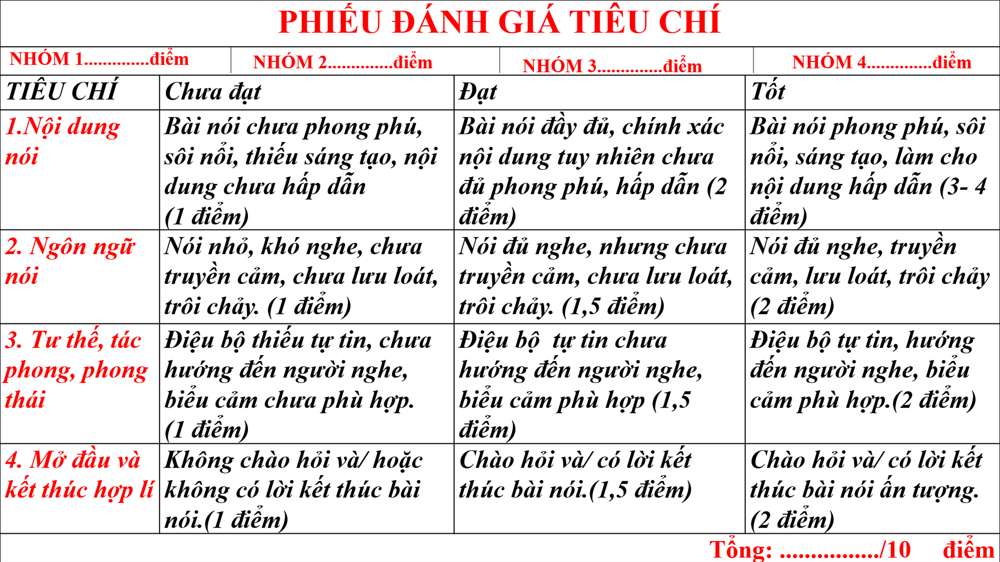 PHIẾU ĐÁNH GIÁ TIÊU CHÍ
NHÓM 1..............điểm
NHÓM 2..............điểm
NHÓM 3..............điểm
NHÓM 4..............điểm
TIÊU CHÍ
Chưa đạt
Đạt
Tốt
1.Nội dung
nói
Bài nói chưa phong phú,
sôi nổi, thiếu sáng tạo, nội
dung chưa hấp dẫn
(1 điểm)
Bài nói đầy đủ, chính xác
nội dung tuy nhiên chưa
đủ phong phú, hấp dẫn (2
điểm)
Bài nói phong phú, sôi
nổi, sáng tạo, làm cho
nội dung hấp dẫn (3- 4
điểm)
2. Ngôn ngữ
nói
Nói nhỏ, khó nghe, chưa
truyền cảm, chưa lưu loát,
trôi chảy. (1 điểm)
Nói đủ nghe, nhưng chưa
truyền cảm, chưa lưu loát,
trôi chảy. (1,5 điểm)
Nói đủ nghe, truyền
cảm, lưu loát, trôi chảy
(2 điểm)
3. Tư thế, tác
phong, phong
thái
Điệu bộ thiếu tự tin, chưa
hướng đến người nghe,
biểu cảm chưa phù hợp.
(1 điểm)
Điệu bộ  tự tin chưa
hướng đến người nghe,
biểu cảm phù hợp (1,5
điểm)
Điệu bộ tự tin, hướng
đến người nghe, biểu
cảm phù hợp.(2 điểm)
4. Mở đầu và
kết thúc hợp lí
Không chào hỏi và/ hoặc
không có lời kết thúc bài
nói.(1 điểm)
Chào hỏi và/ có lời kết
thúc bài nói.(1,5 điểm)
Chào hỏi và/ có lời kết
thúc bài nói ấn tượng.
(2 điểm)
Tổng: ................/10 điểm